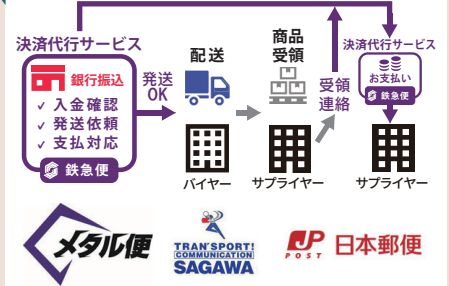 決済代行サービス
銀行振込
✓ 入金確認
✓ 発送依頼
✓ 支払対応
鉄急便
発送
OK
配送
バイヤー
商品
受領
サプライヤー
受領
連絡
決済代行サービス
お支払い
鉄急便
サプライヤー
メタル便
TRAN'SPORT!
COMMUNICATION
SAGAWA
JP
POST
日本郵便